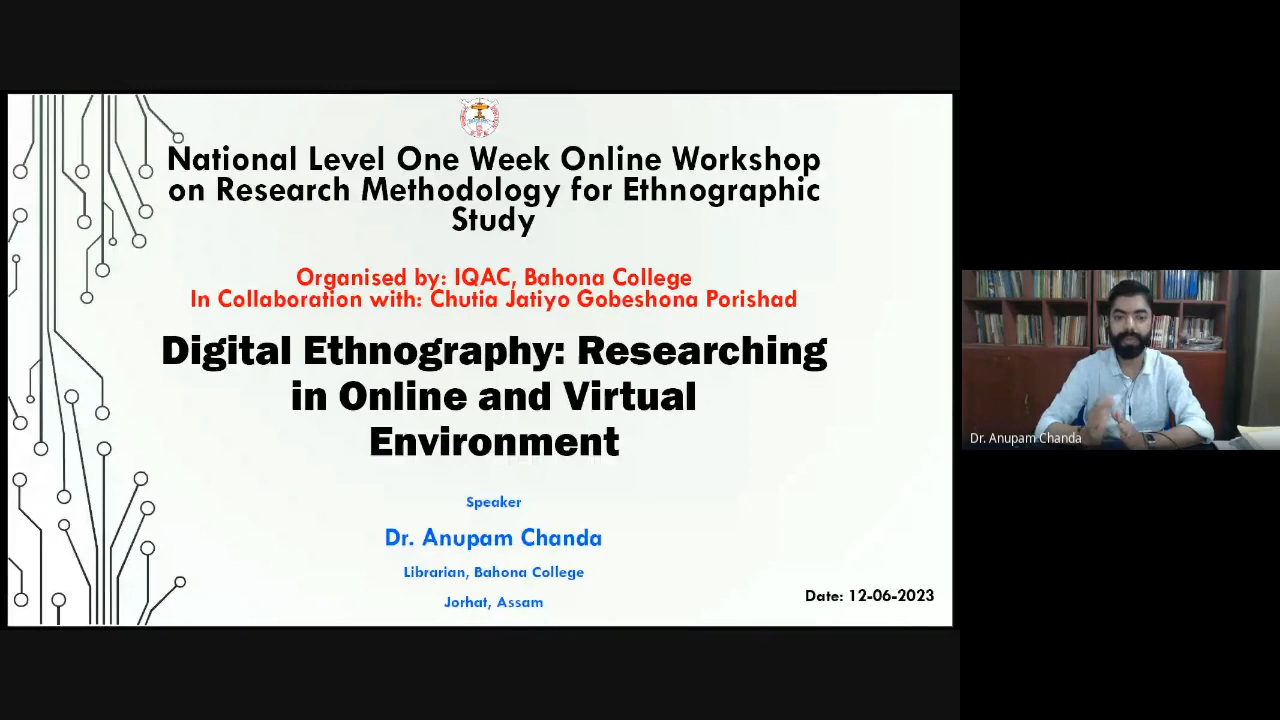 National Level One Week Online Workshop
on Research Methodology for Ethnographic
Study
Organised by: IQAC, Bahona College
In Collaboration with: Chutia Jatiyo Gobeshona Porishad
Digital Ethnography: Researching
in Online and Virtual
Environment
Speaker
Dr. Anupam Chanda
Librarian, Bahona College
Jorhat, Assam
Date: 12-06-2023
Dr. Anupam Chanda